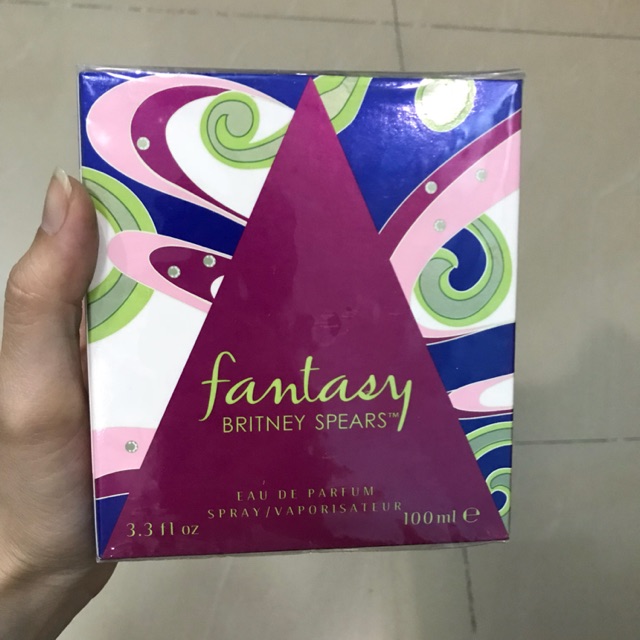 fantasy
BRITNEY SPEARS™
EAU DE PARFUM
SPRAY/VAPORISATEUR
3.3 fl oz
100ml ℮